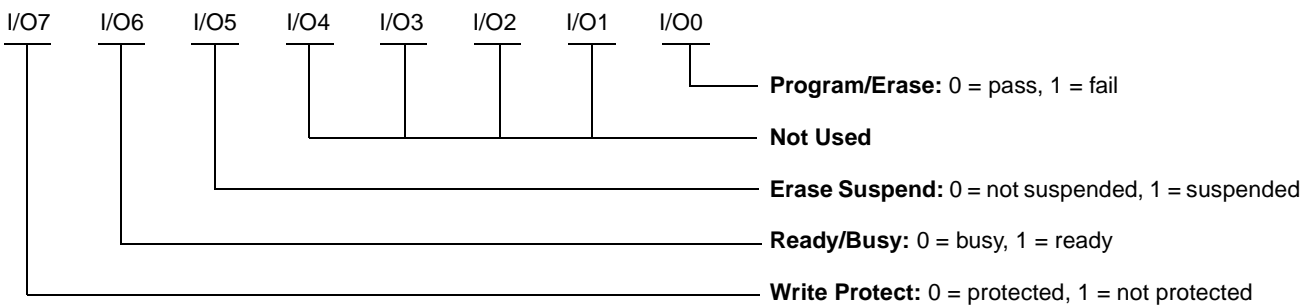 I/O7 I/O6 I/O5 I/O4 I/O3 I/O2 I/O1 I/O0
Program/Erase: 0 = pass, 1 = fail
Not Used
Erase Suspend: 0 = not suspended, 1 = suspended
Ready/Busy: 0 = busy, 1 = ready
Write Protect: 0 = protected, 1 = not protected